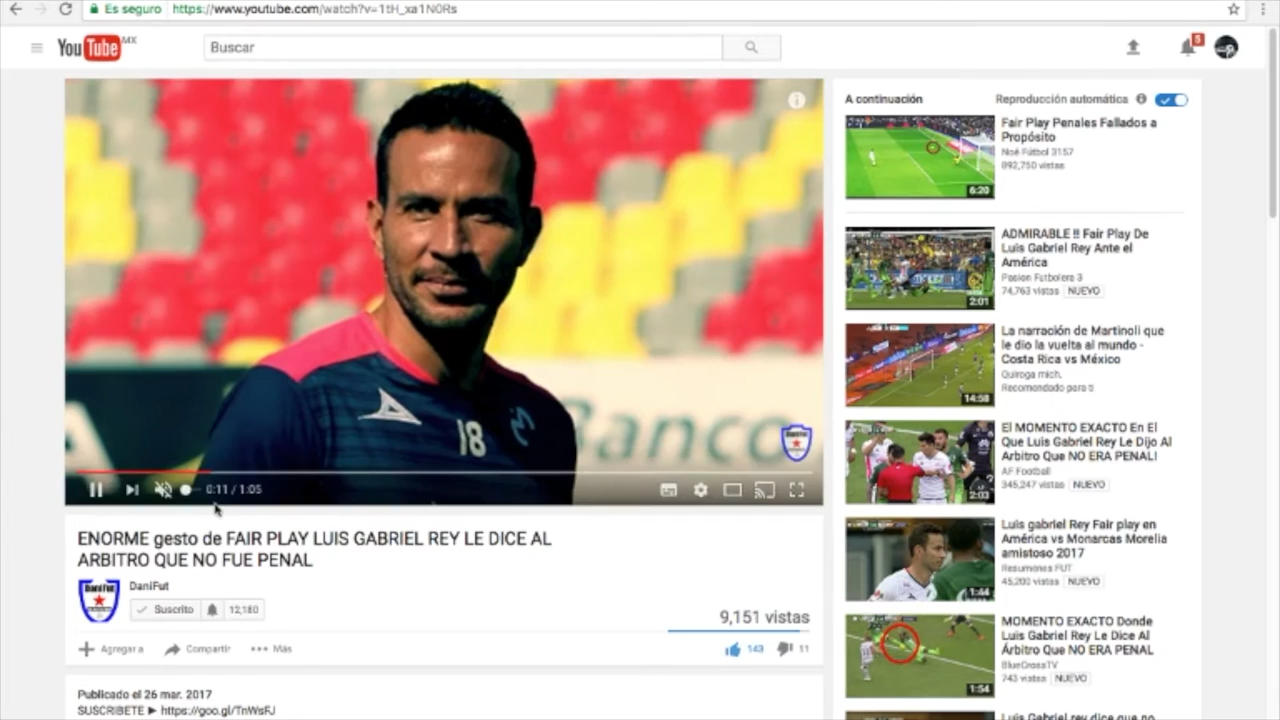 Es seguro https://www.youtube.com/watch?v=1tH_xa1N0Rs
YouTube MX
Buscar
5
18
Banco
DaniFut
0:11 / 1:05
ENORME gesto de FAIR PLAY LUIS GABRIEL REY LE DICE AL
ARBITRO QUE NO FUE PENAL
DaniFut
DaniFut
Suscrito 12,180
9,151 vistas
Agregar a Compartir Más 143 11
Publicado el 26 mar. 2017
SUSCRIBETE ► https://goo.gl/TnWsFJ
A continuación Reproducción automática
Fair Play Penales Fallados a
Propósito
Noé Fútbol 3157
892,750 vistas
6:20
ADMIRABLE !! Fair Play De
Luis Gabriel Rey Ante el
América
Pasion Futbolera 3
74,763 vistas NUEVO
2:01
La narración de Martinoli que
le dio la vuelta al mundo -
Costa Rica vs México
Quiroga mich.
Recomendado para ti
14:58
El MOMENTO EXACTO En El
Que Luis Gabriel Rey Le Dijo Al
Arbitro Que NO ERA PENAL!
AF Football
345,247 vistas NUEVO
2:03
Luis gabriel Rey Fair play en
América vs Monarcas Morelia
amistoso 2017
Resumenes FUT
45,200 vistas NUEVO
1:44
MOMENTO EXACTO Donde
Luis Gabriel Rey Le Dice Al
Árbitro Que NO ERA PENAL
BlueCrossTV
743 vistas NUEVO
1:54
Luis Gabriel rey dice que no